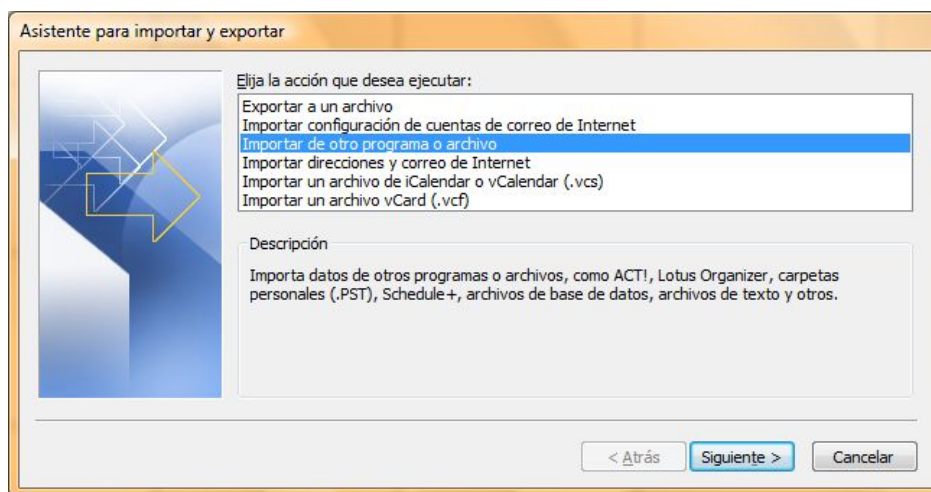 Asistente para importar y exportar
Elija la acción que desea ejecutar:
Exportar a un archivo
Importar configuración de cuentas de correo de Internet
Importar de otro programa o archivo
Importar direcciones y correo de Internet
Importar un archivo de iCalendar o vCalendar (.vcs)
Importar un archivo vCard (.vcf)
Descripción
Importa datos de otros programas o archivos, como ACT!, Lotus Organizer, carpetas
personales (.PST), Schedule+, archivos de base de datos, archivos de texto y otros.
< Atrás Siguiente > Cancelar